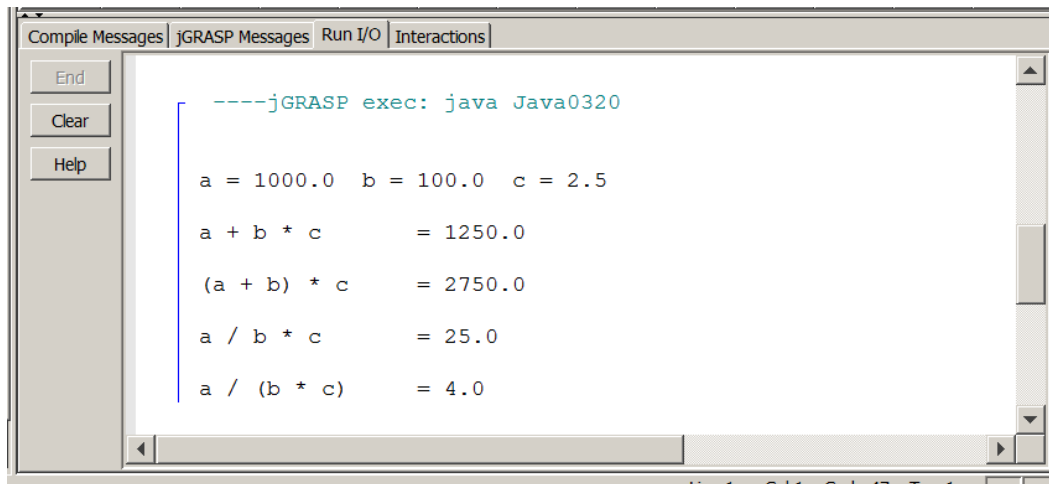 Compile Messages jGRASP Messages Run I/O Interactions
End
Clear
Help
----jGRASP exec: java Java0320
a = 1000.0  b = 100.0  c = 2.5
a + b * c = 1250.0
(a + b) * c = 2750.0
a / b * c = 25.0
a / (b * c) = 4.0